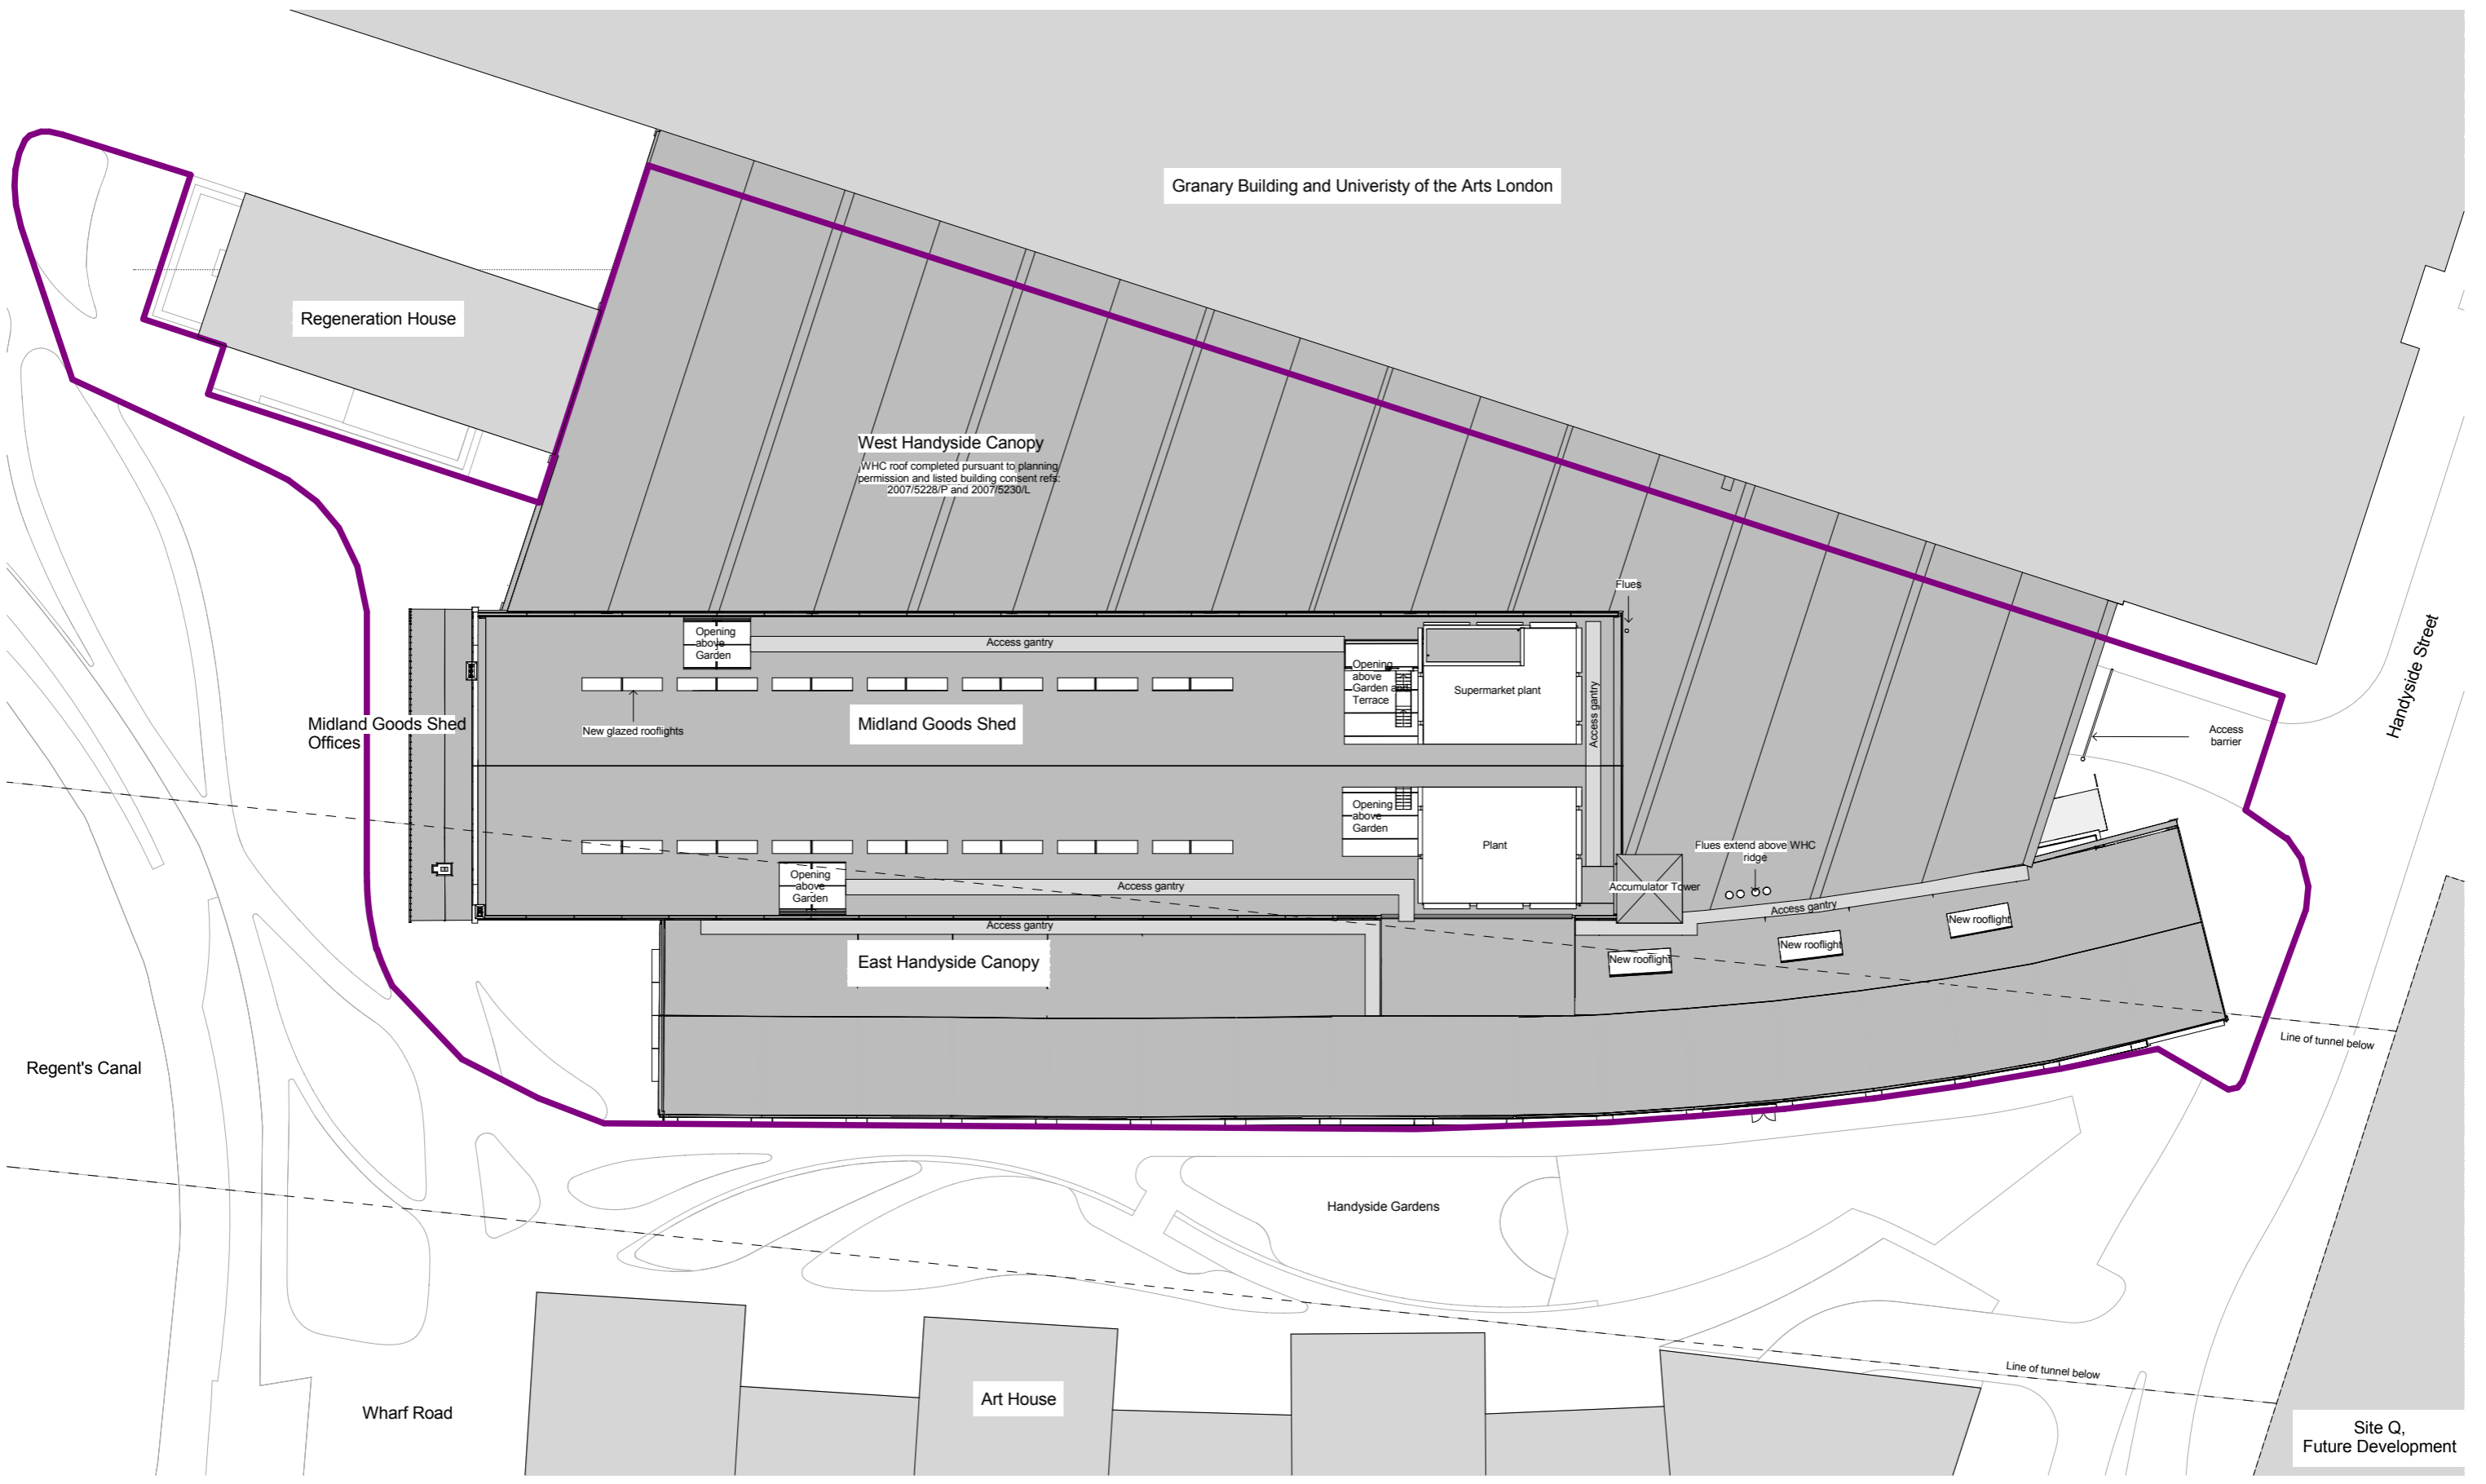 Granary Building and Univeristy of the Arts London
Regeneration House
West Handyside Canopy
WHC roof completed pursuant to planning
permission and listed building consent refs:
2007/5228/P and 2007/5230/L
Flues
Opening
above
Garden
Access gantry
Opening
above
Garden and
Terrace
Supermarket plant
Access gantry
Handyside Street
Midland Goods Shed
Offices
New glazed rooflights
Midland Goods Shed
Access
barrier
Opening
above
Garden
Plant
Flues extend above WHC
ridge
Opening
above
Garden
Access gantry
Accumulator Tower
Access gantry
Access gantry
New rooflight
New rooflight
New rooflight
East Handyside Canopy
Line of tunnel below
Regent's Canal
Handyside Gardens
Line of tunnel below
Art House
Wharf Road
Site Q,
Future Development